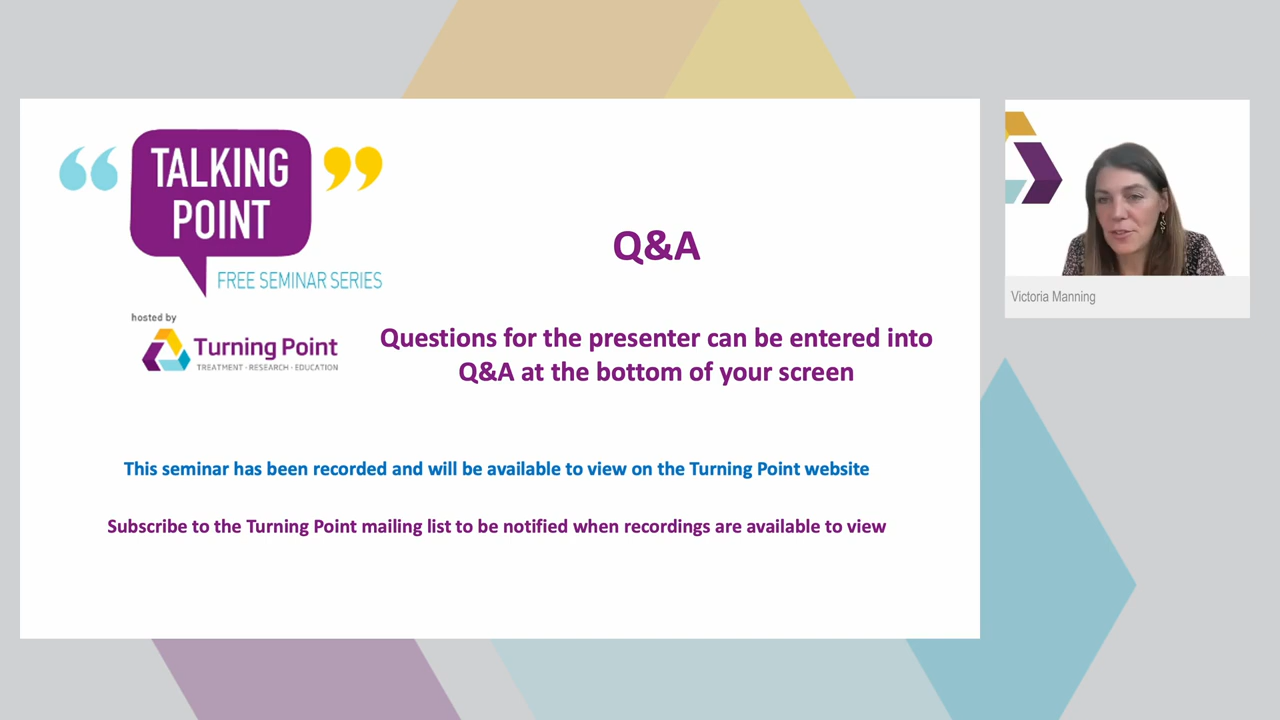 TALKING
POINT
FREE SEMINAR SERIES
hosted by
Turning Point
TREATMENT · RESEARCH · EDUCATION
Q&A
Questions for the presenter can be entered into
Q&A at the bottom of your screen
This seminar has been recorded and will be available to view on the Turning Point website
Subscribe to the Turning Point mailing list to be notified when recordings are available to view
Victoria Manning